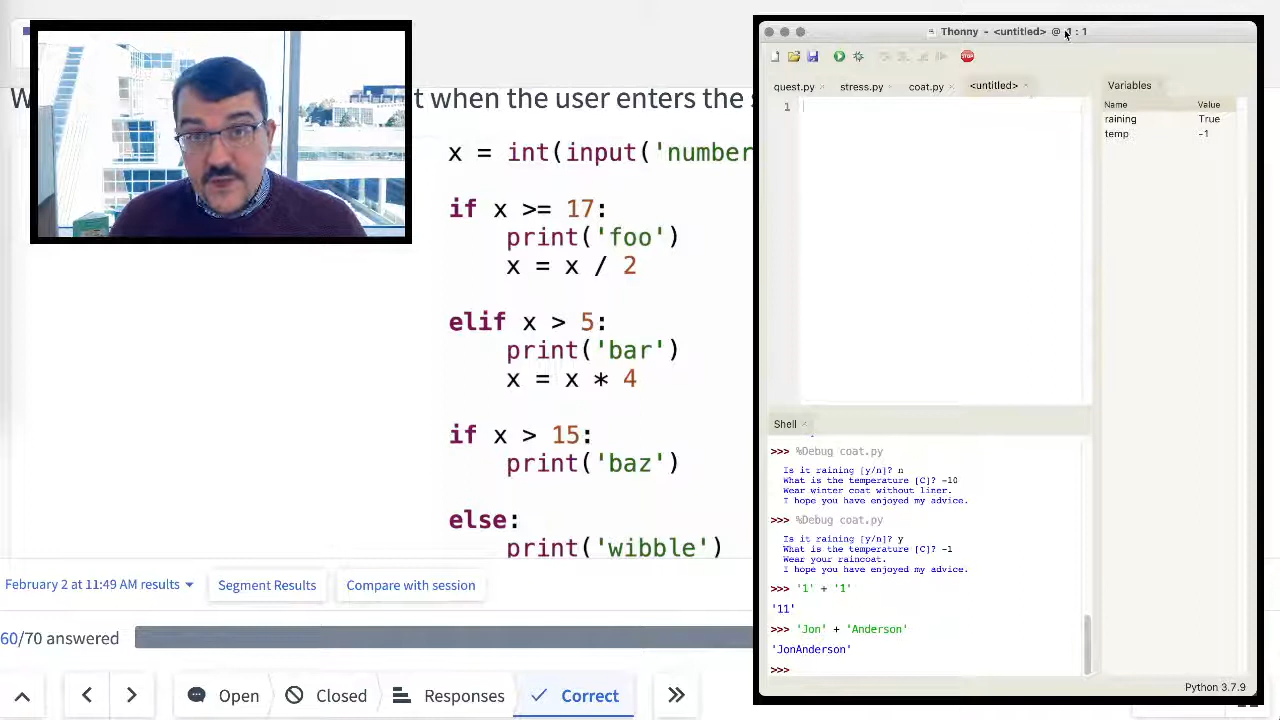 t when the user enters the
x = int(input('number
if x >= 17:
print('foo')
x = x / 2
elif x > 5:
print('bar')
x = x * 4
if x > 15:
print('baz')
else:
print('wibble')
February 2 at 11:49 AM results
Segment Results
Compare with session
60/70 answered
Open
Closed
Responses
Correct
Thonny - <untitled> @ 1 : 1
quest.py
stress.py
coat.py
<untitled>
1
Variables
Name Value
raining True
temp -1
Shell
>>> %Debug coat.py
Is it raining [y/n]? n
What is the temperature [C]? -10
Wear winter coat without liner.
I hope you have enjoyed my advice.
>>> %Debug coat.py
Is it raining [y/n]? y
What is the temperature [C]? -1
Wear your raincoat.
I hope you have enjoyed my advice.
>>> '1' + '1'
'11'
>>> 'Jon' + 'Anderson'
'JonAnderson'
>>>
Python 3.7.9